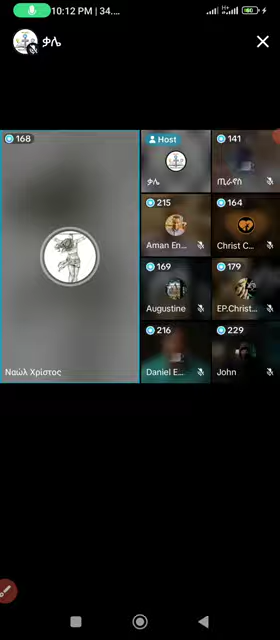 10:12 PM | 34....
ቃሌ
168
Host
141
ቃሌ
ጢራዮስ
215
164
Aman En...
Christ C...
169
179
Augustine
EP.Christ...
216
229
Ναώλ Χρίστος
Daniel E...
John